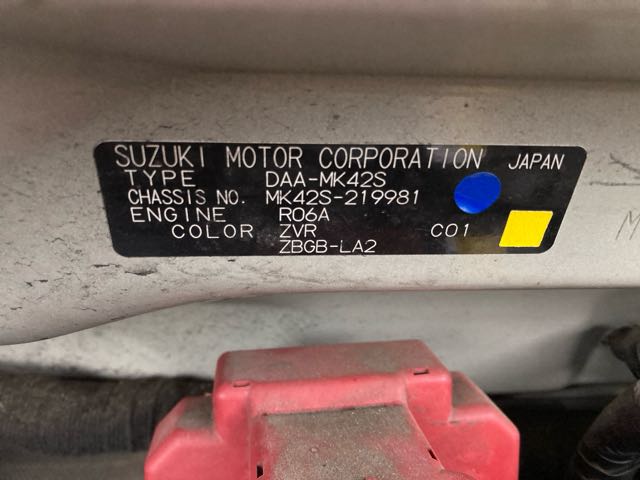 SUZUKI MOTOR CORPORATION JAPAN
TYPE DAA-MK42S
CHASSIS NO. MK42S-219981
ENGINE R06A
COLOR ZVR C01
ZBGB-LA2
M